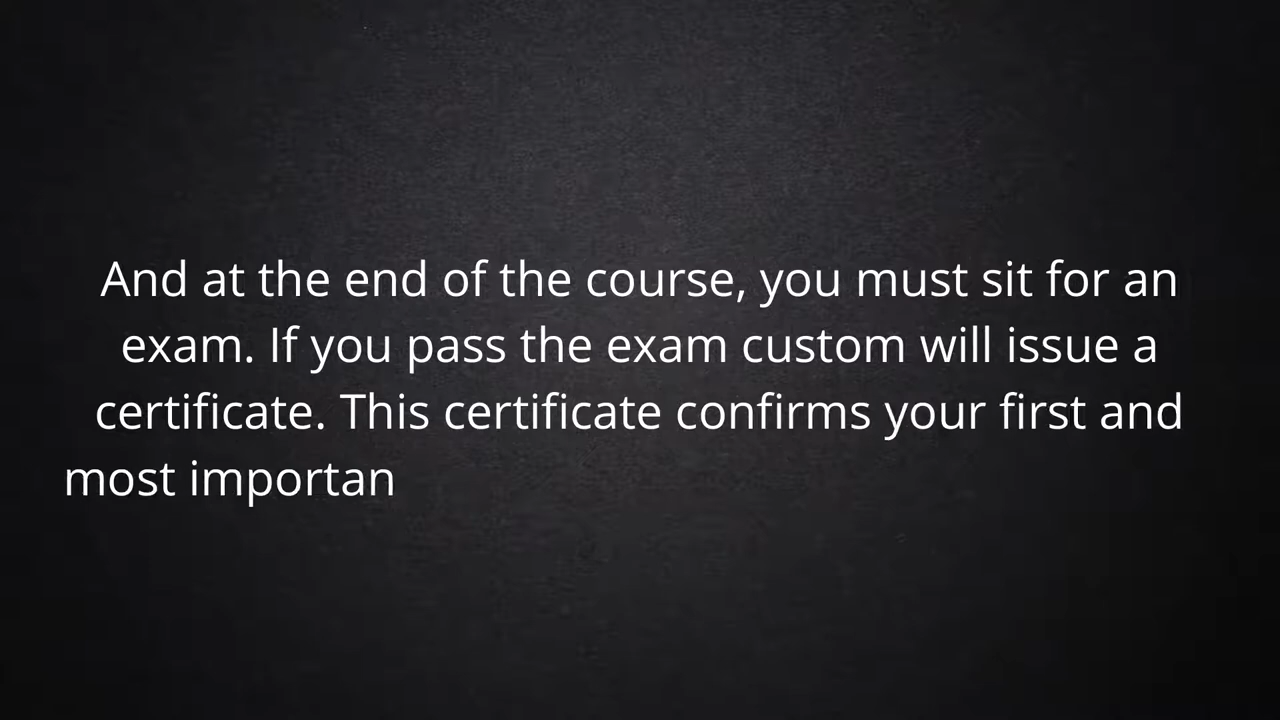 And at the end of the course, you must sit for an
exam. If you pass the exam custom will issue a
certificate. This certificate confirms your first and
most importan